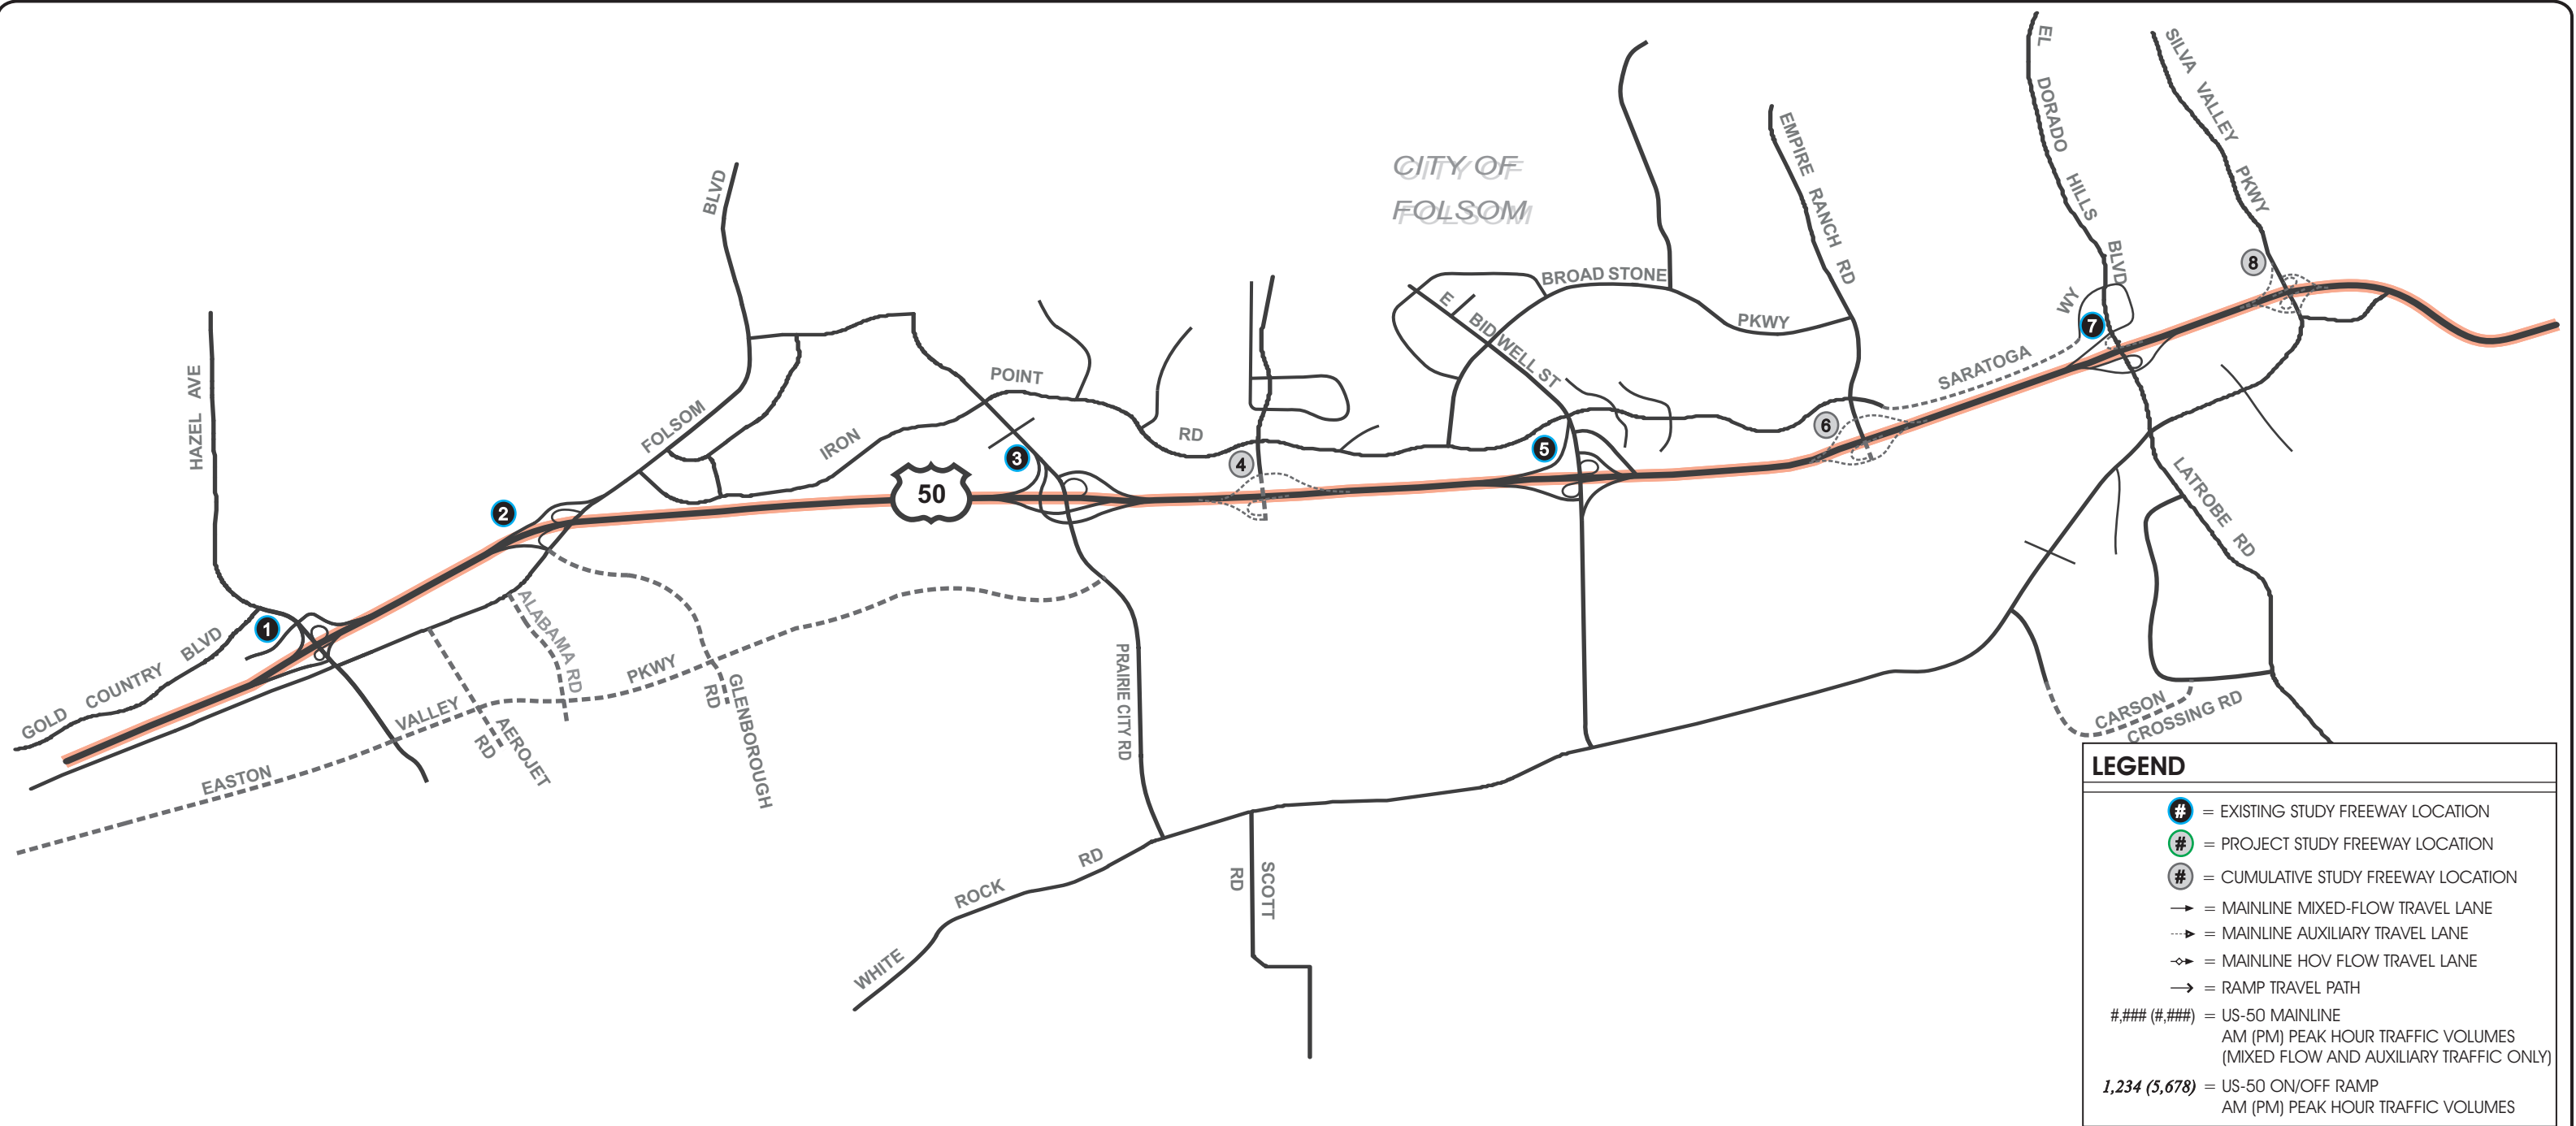 EL DORADO HILLS BLVD
SILVA VALLEY PKWY
EMPIRE RANCH RD
CITY OF
FOLSOM
BLVD
FOLSOM
HAZEL AVE
BROAD STONE
PKWY
E BIDWELL ST
POINT
IRON
RD
SARATOGA
WY
8
7
6
5
4
3
2
1
50
GOLD COUNTRY BLVD
EASTON
VALLEY
PKWY
ALABAMA RD
AEROJET
RD
GLENBOROUGH
RD
PRAIRIE CITY RD
WHITE
ROCK
RD
SCOTT
RD
LATROBE RD
CARSON
CROSSING RD
LEGEND
# = EXISTING STUDY FREEWAY LOCATION
# = PROJECT STUDY FREEWAY LOCATION
# = CUMULATIVE STUDY FREEWAY LOCATION
= MAINLINE MIXED-FLOW TRAVEL LANE
= MAINLINE AUXILIARY TRAVEL LANE
= MAINLINE HOV FLOW TRAVEL LANE
= RAMP TRAVEL PATH
#,### (#,###) = US-50 MAINLINE
AM (PM) PEAK HOUR TRAFFIC VOLUMES
(MIXED FLOW AND AUXILIARY TRAFFIC ONLY)
1,234 (5,678) = US-50 ON/OFF RAMP
AM (PM) PEAK HOUR TRAFFIC VOLUMES